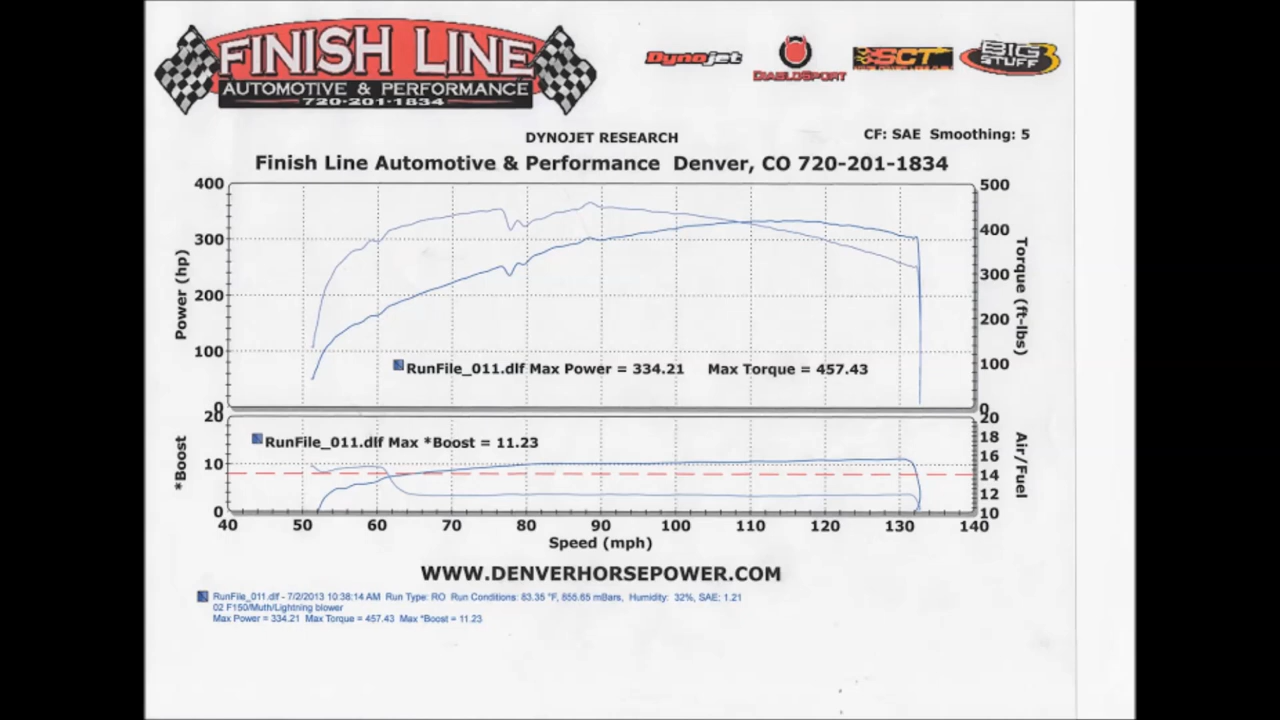 FINISH LINE
AUTOMOTIVE & PERFORMANCE
720-201-1834
Dynojet
DIABLOSPORT
SCT
BIG STUFF 3
DYNOJET RESEARCH
CF: SAE Smoothing: 5
Finish Line Automotive & Performance Denver, CO 720-201-1834
400
300
200
100
0
Power (hp)
500
400
300
200
100
0
Torque (ft-lbs)
RunFile_011.dlf Max Power = 334.21 Max Torque = 457.43
20
10
0
*Boost
20
18
16
14
12
10
Air/Fuel
RunFile_011.dlf Max *Boost = 11.23
40 50 60 70 80 90 100 110 120 130 140
Speed (mph)
WWW.DENVERHORSEPOWER.COM
RunFile_011.dlf - 7/2/2013 10:38:14 AM Run Type: RO Run Conditions: 83.35 °F, 855.65 mBars, Humidity: 32%, SAE: 1.21
02 F150/Muth/Lightning blower
Max Power = 334.21 Max Torque = 457.43 Max *Boost = 11.23